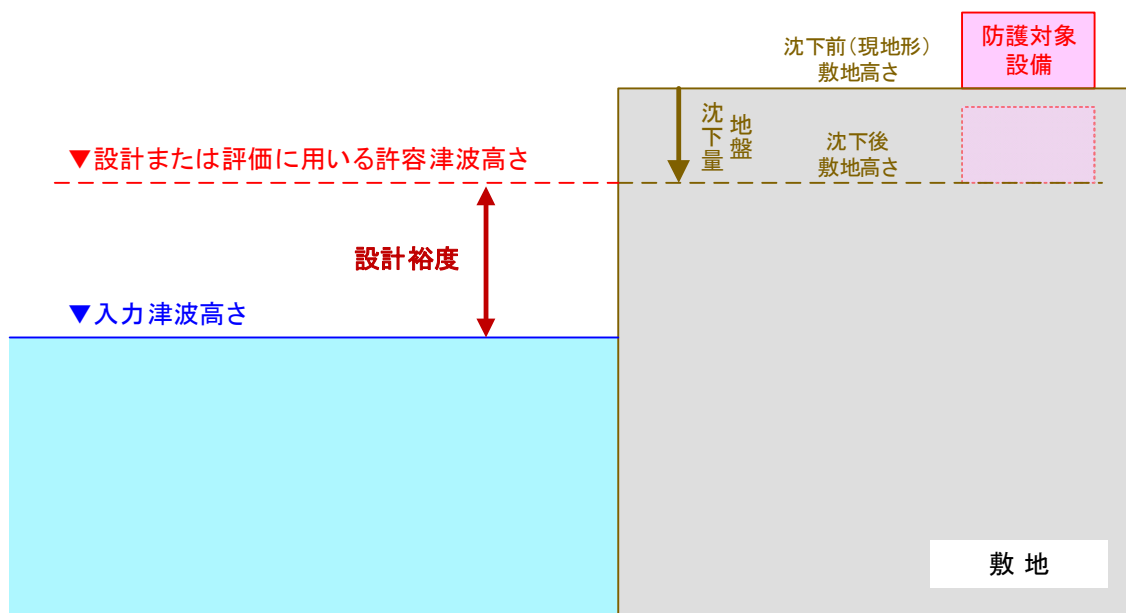 防護対象
設備
沈下前(現地形)
敷地高さ
地盤
沈下量
沈下後
敷地高さ
▼設計または評価に用いる許容津波高さ
設計裕度
▼入力津波高さ
敷 地